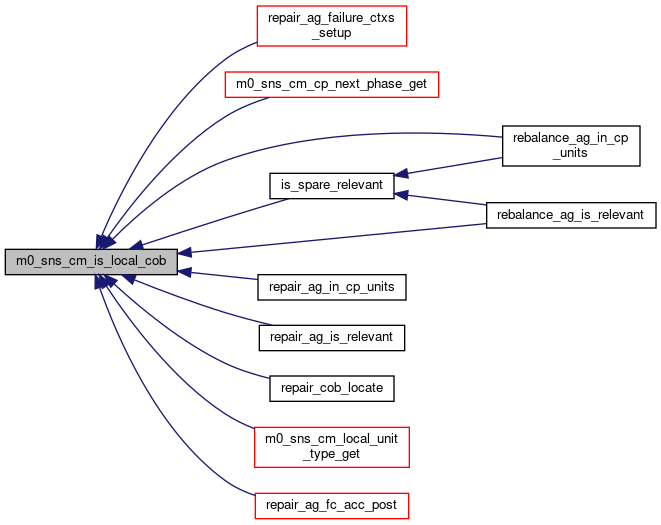 repair_ag_failure_ctxs
_setup
m0_sns_cm_cp_next_phase_get
rebalance_ag_in_cp
_units
is_spare_relevant
rebalance_ag_is_relevant
m0_sns_cm_is_local_cob
repair_ag_in_cp_units
repair_ag_is_relevant
repair_cob_locate
m0_sns_cm_local_unit
_type_get
repair_ag_fc_acc_post